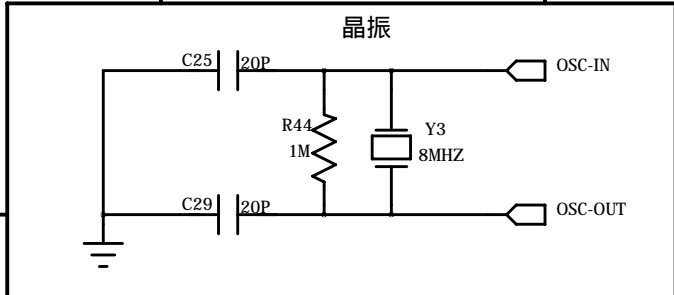 晶振
C25 20P OSC-IN
R44 Y3
1M 8MHZ
C29 20P OSC-OUT